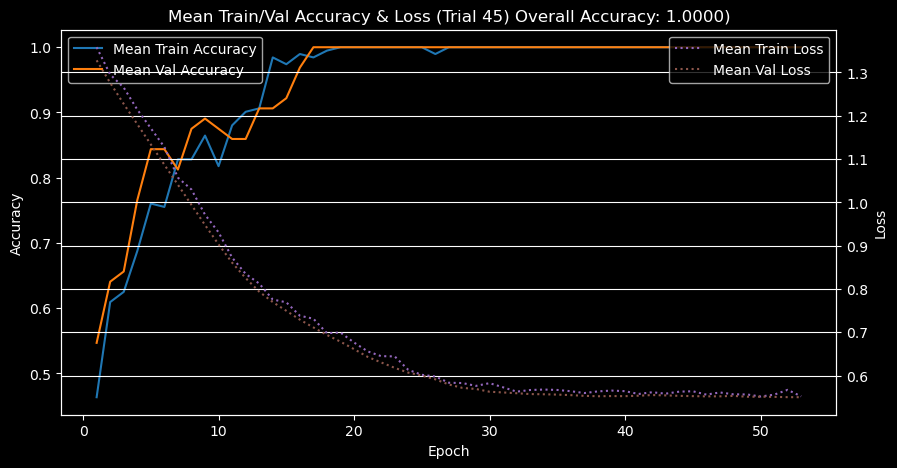 Mean Train/Val Accuracy & Loss (Trial 45) Overall Accuracy: 1.0000)
Mean Train Accuracy
Mean Val Accuracy
Mean Train Loss
Mean Val Loss
1.0
0.9
0.8
0.7
0.6
0.5
Accuracy
1.3
1.2
1.1
1.0
0.9
0.8
0.7
0.6
Loss
0 10 20 30 40 50
Epoch